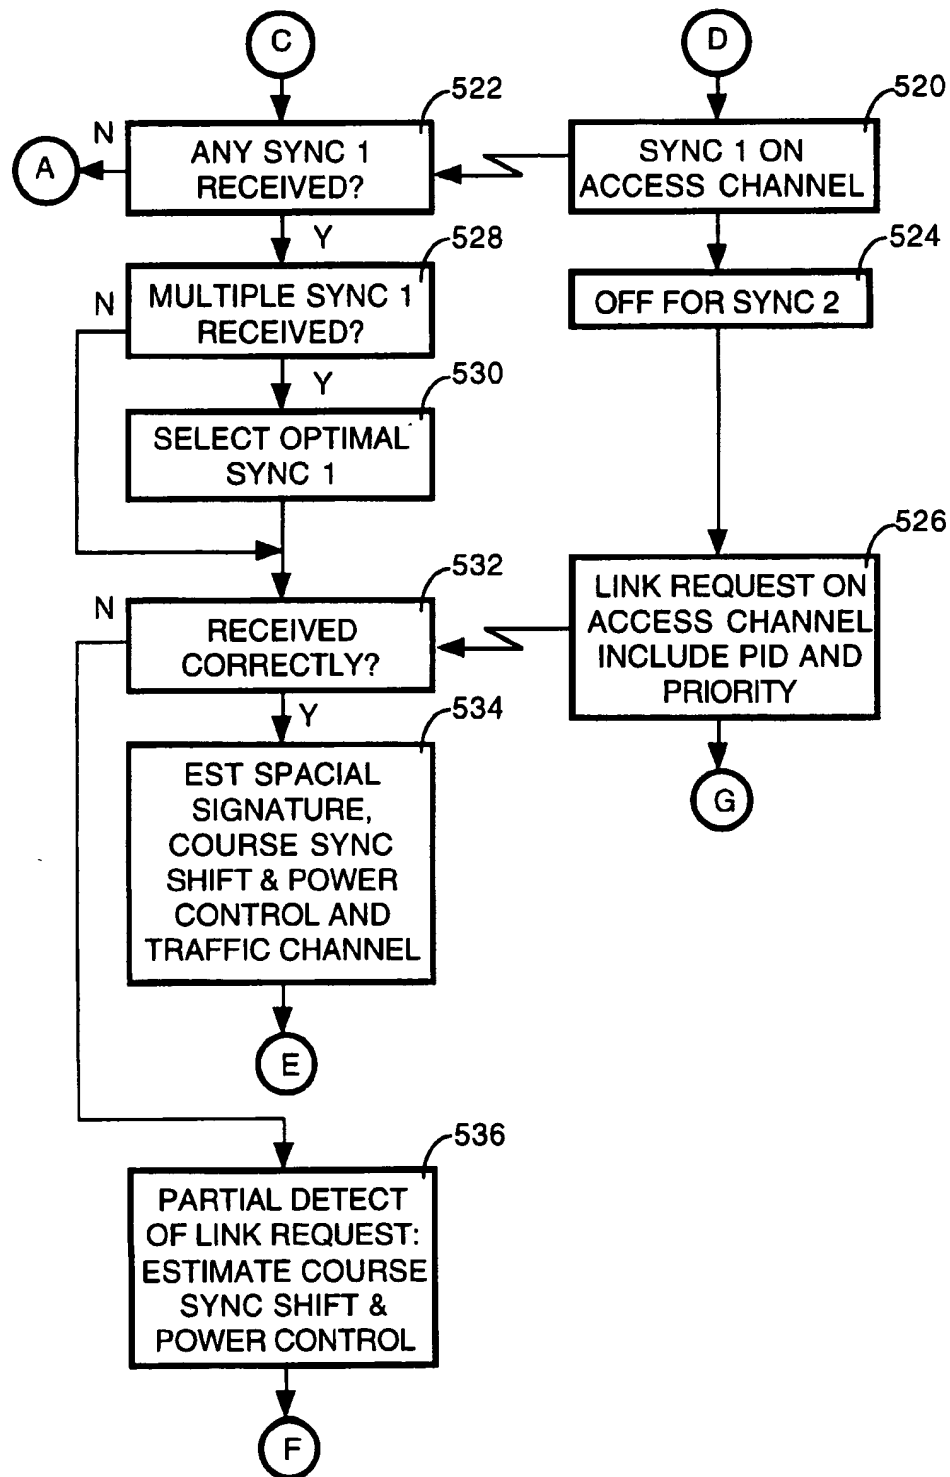 C
D
522
520
N
A
ANY SYNC 1
RECEIVED?
SYNC 1 ON
ACCESS CHANNEL
Y
528
524
N
MULTIPLE SYNC 1
RECEIVED?
OFF FOR SYNC 2
Y
530
SELECT OPTIMAL
SYNC 1
526
532
N
RECEIVED
CORRECTLY?
LINK REQUEST ON
ACCESS CHANNEL
INCLUDE PID AND
PRIORITY
Y
534
EST SPACIAL
SIGNATURE,
COURSE SYNC
SHIFT & POWER
CONTROL AND
TRAFFIC CHANNEL
G
E
536
PARTIAL DETECT
OF LINK REQUEST:
ESTIMATE COURSE
SYNC SHIFT &
POWER CONTROL
F